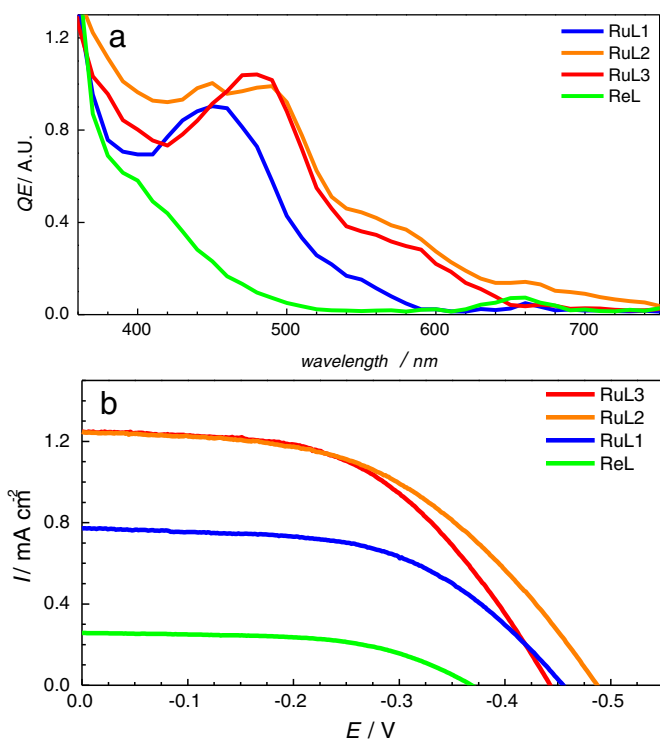 a
RuL1
RuL2
RuL3
ReL
QE/ A.U.
1.2
0.8
0.4
0.0
400 500 600 700
wavelength / nm
b
RuL3
RuL2
RuL1
ReL
I / mA cm-2
1.2
0.8
0.4
0.0
0.0 -0.1 -0.2 -0.3 -0.4 -0.5
E / V